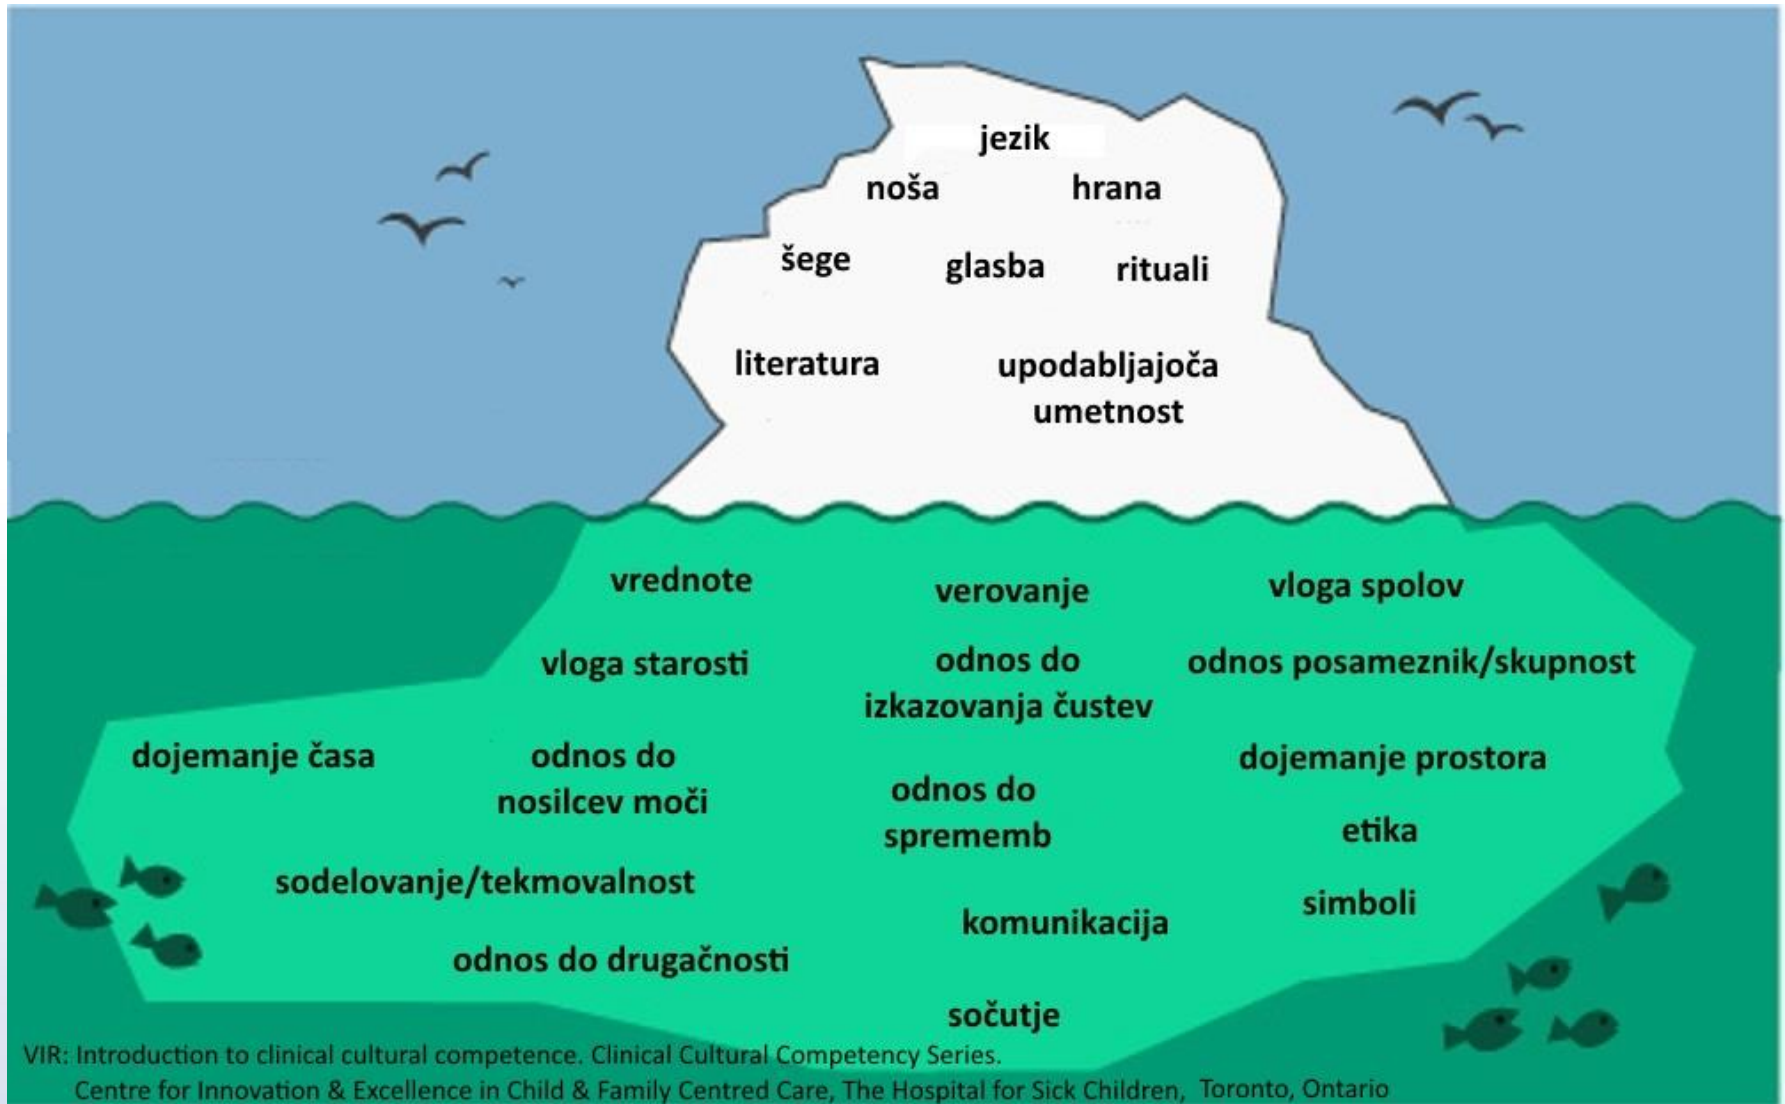 jezik
noša hrana
šege glasba rituali
literatura upodabljajoča
umetnost
vrednote verovanje vloga spolov
vloga starosti odnos do odnos posameznik/skupnost
izkazovanja čustev
dojemanje časa odnos do dojemanje prostora
nosilcev moči odnos do
sprememb etika
sodelovanje/tekmovalnost simboli
komunikacija
odnos do drugačnosti
sočutje
VIR: Introduction to clinical cultural competence. Clinical Cultural Competency Series.
Centre for Innovation & Excellence in Child & Family Centred Care, The Hospital for Sick Children, Toronto, Ontario